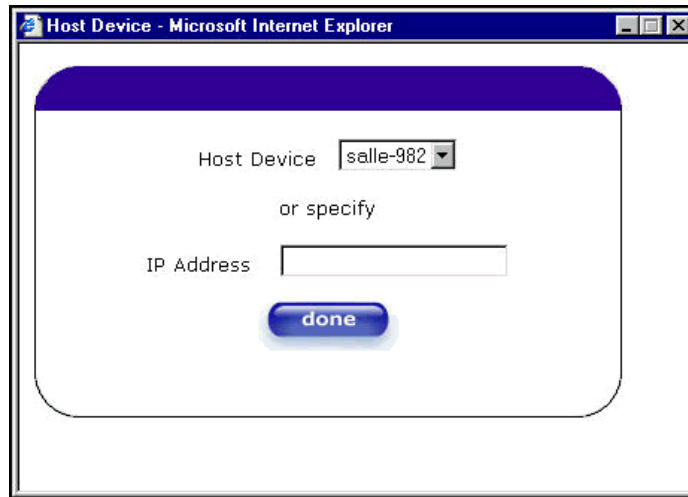 Host Device - Microsoft Internet Explorer
Host Device salle-982
or specify
IP Address
done